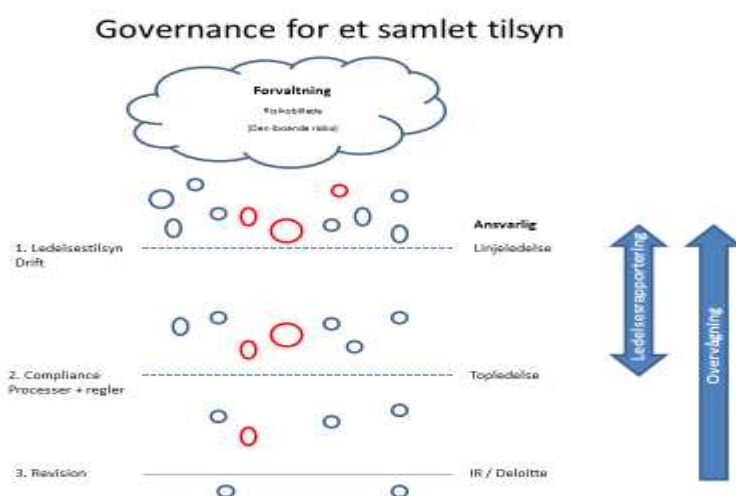 Governance for et samlet tilsyn
Forvaltning
Risikobillede
(Den iboende risiko)
Ansvarlig
1. Ledelsestilsyn
Drift
Linjeledelse
Ledelsesrapportering
Overvågning
2. Compliance
Processer + regler
Topledelse
3. Revision
IR / Deloitte